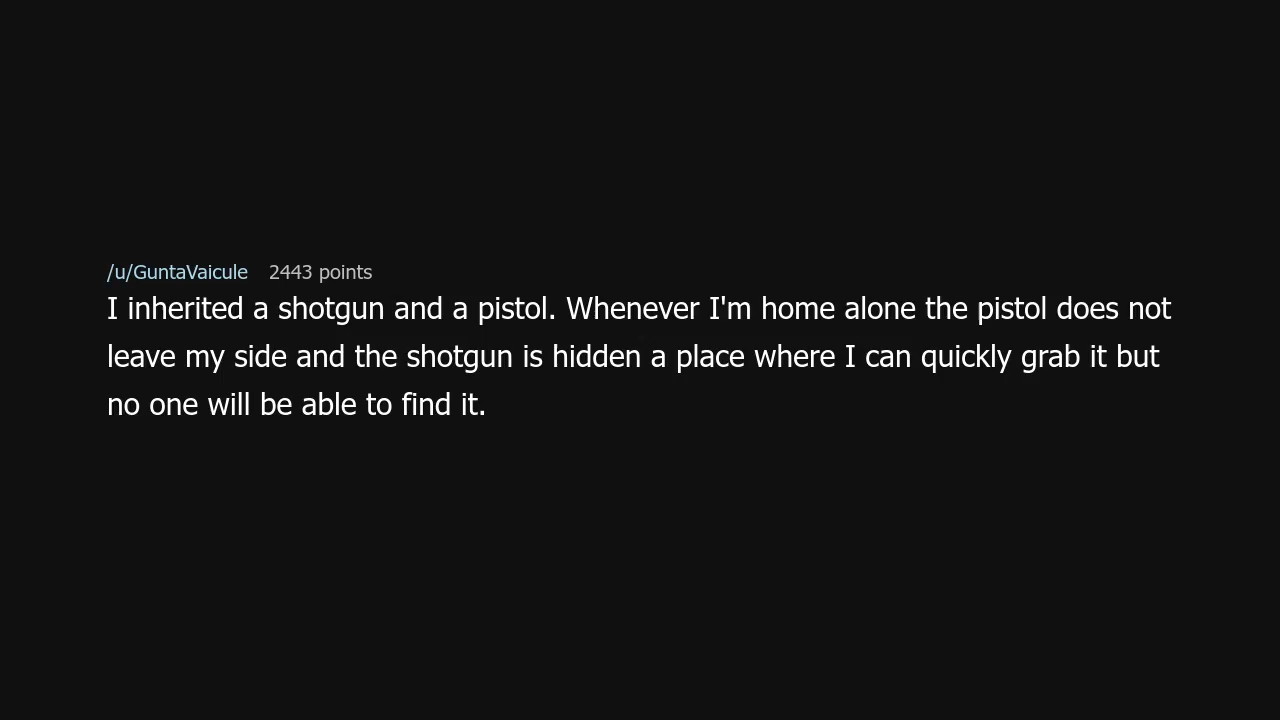 /u/GuntaVaicule 2443 points
I inherited a shotgun and a pistol. Whenever I'm home alone the pistol does not
leave my side and the shotgun is hidden a place where I can quickly grab it but
no one will be able to find it.